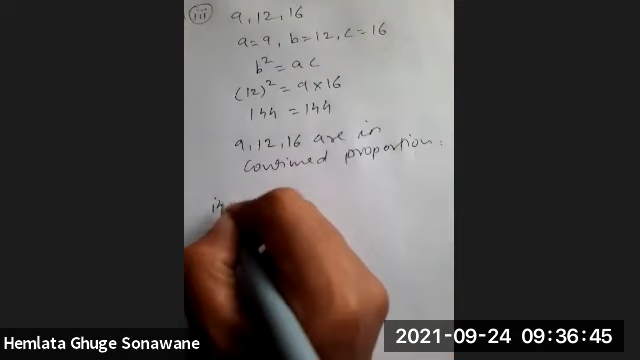 (iii) 9, 12, 16
a = 9, b = 12, c = 16
b² = ac
(12)² = 9 × 16
144 = 144
9, 12, 16 are in
proportion.
Hemlata Ghuge Sonawane
2021-09-24 09:36:45